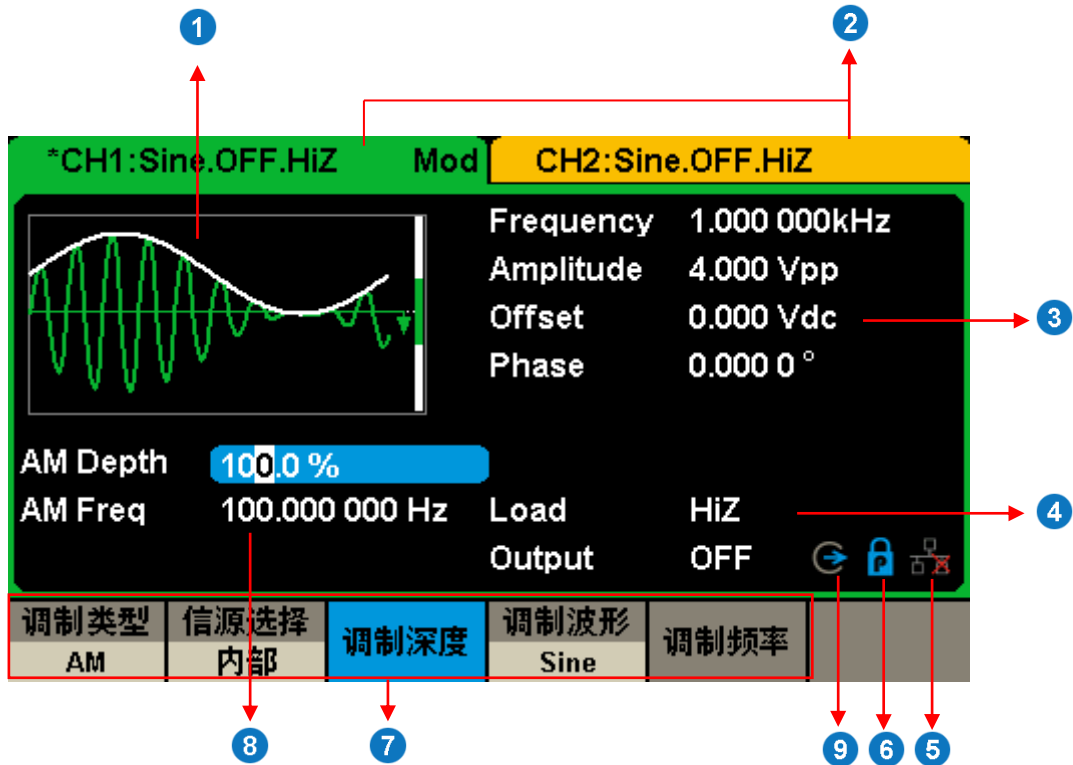 1
2
*CH1:Sine.OFF.HiZ Mod
CH2:Sine.OFF.HiZ
Frequency 1.000 000kHz
Amplitude 4.000 Vpp
Offset 0.000 Vdc
3
Phase 0.000 0 °
AM Depth 100.0 %
AM Freq 100.000 000 Hz
Load HiZ
4
Output OFF
P
调制类型
AM
信源选择
内部
调制深度
调制波形
Sine
调制频率
8
7
9
6
5